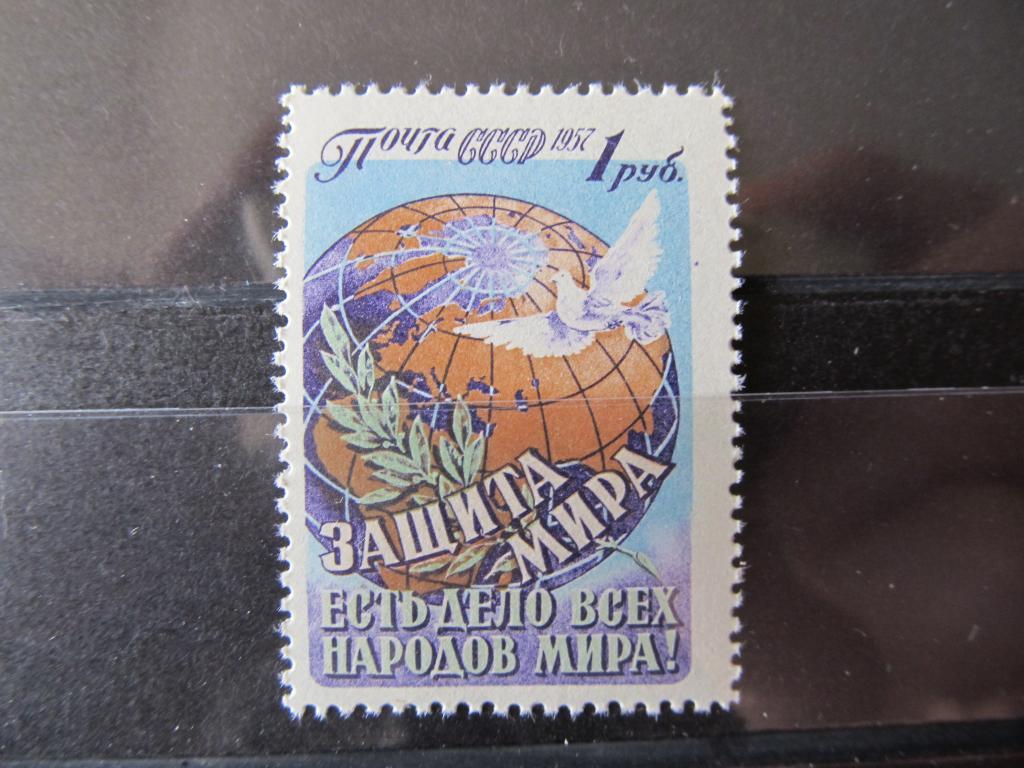 Почта СССР 1957 1 руб.
ЗАЩИТА
МИРА
ЕСТЬ ДЕЛО ВСЕХ
НАРОДОВ МИРА!